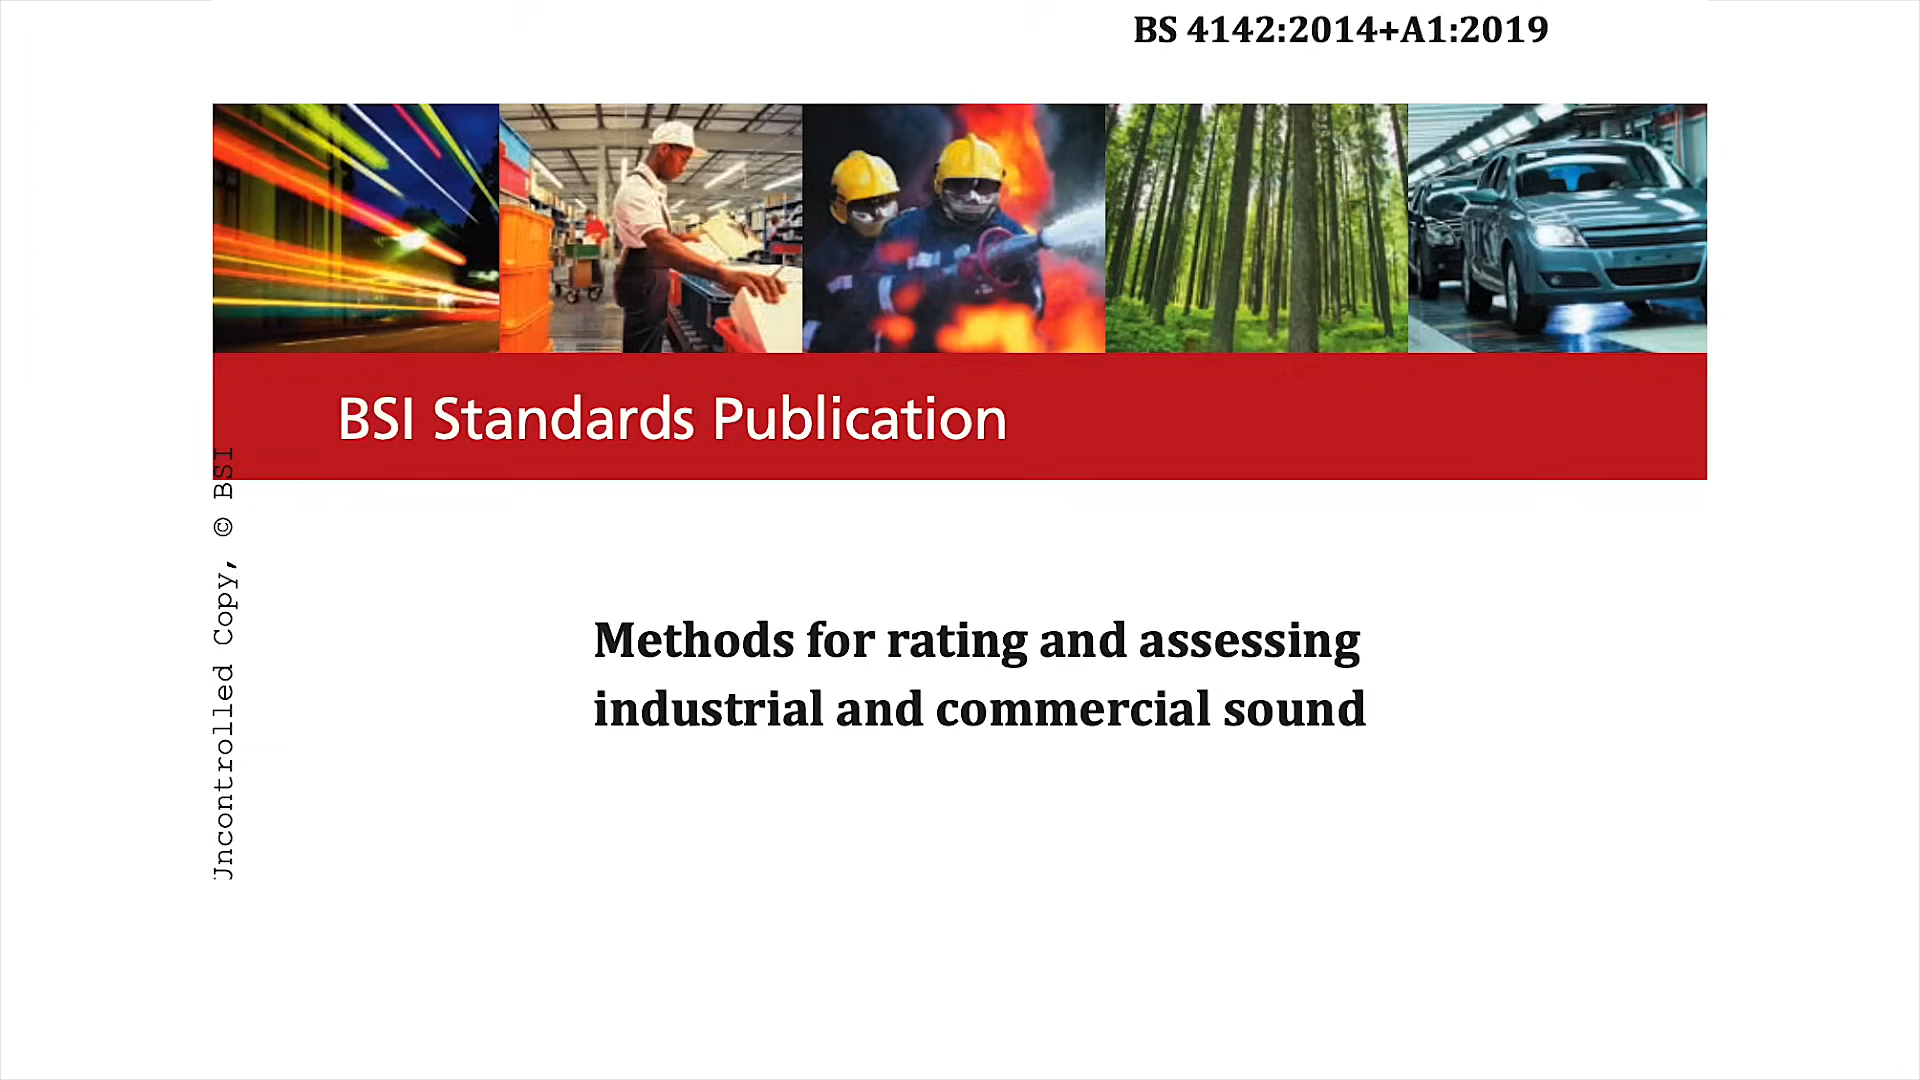 BS 4142:2014+A1:2019
BSI Standards Publication
Uncontrolled Copy, © BSI
Methods for rating and assessing
industrial and commercial sound